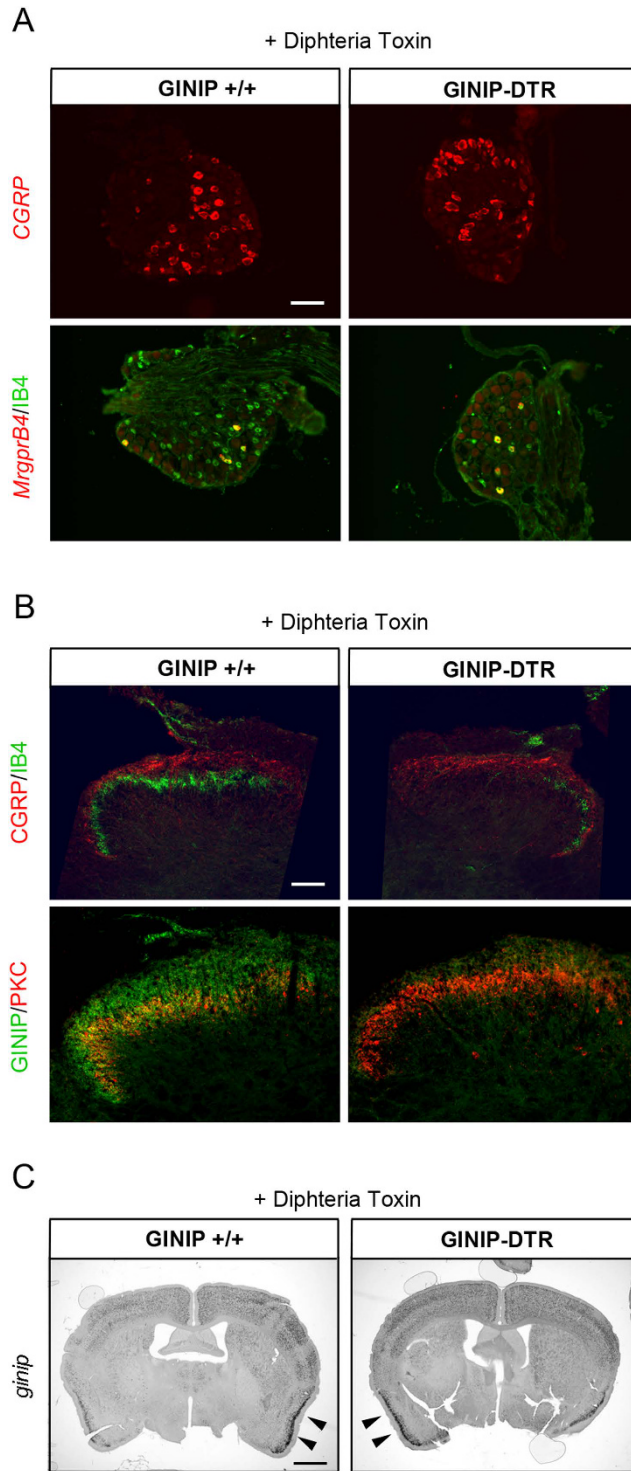 A
+ Diphteria Toxin
GINIP +/+ GINIP-DTR
CGRP
MrgprB4/IB4
B
+ Diphteria Toxin
GINIP +/+ GINIP-DTR
CGRP/IB4
GINIP/PKC
C
+ Diphteria Toxin
GINIP +/+ GINIP-DTR
ginip